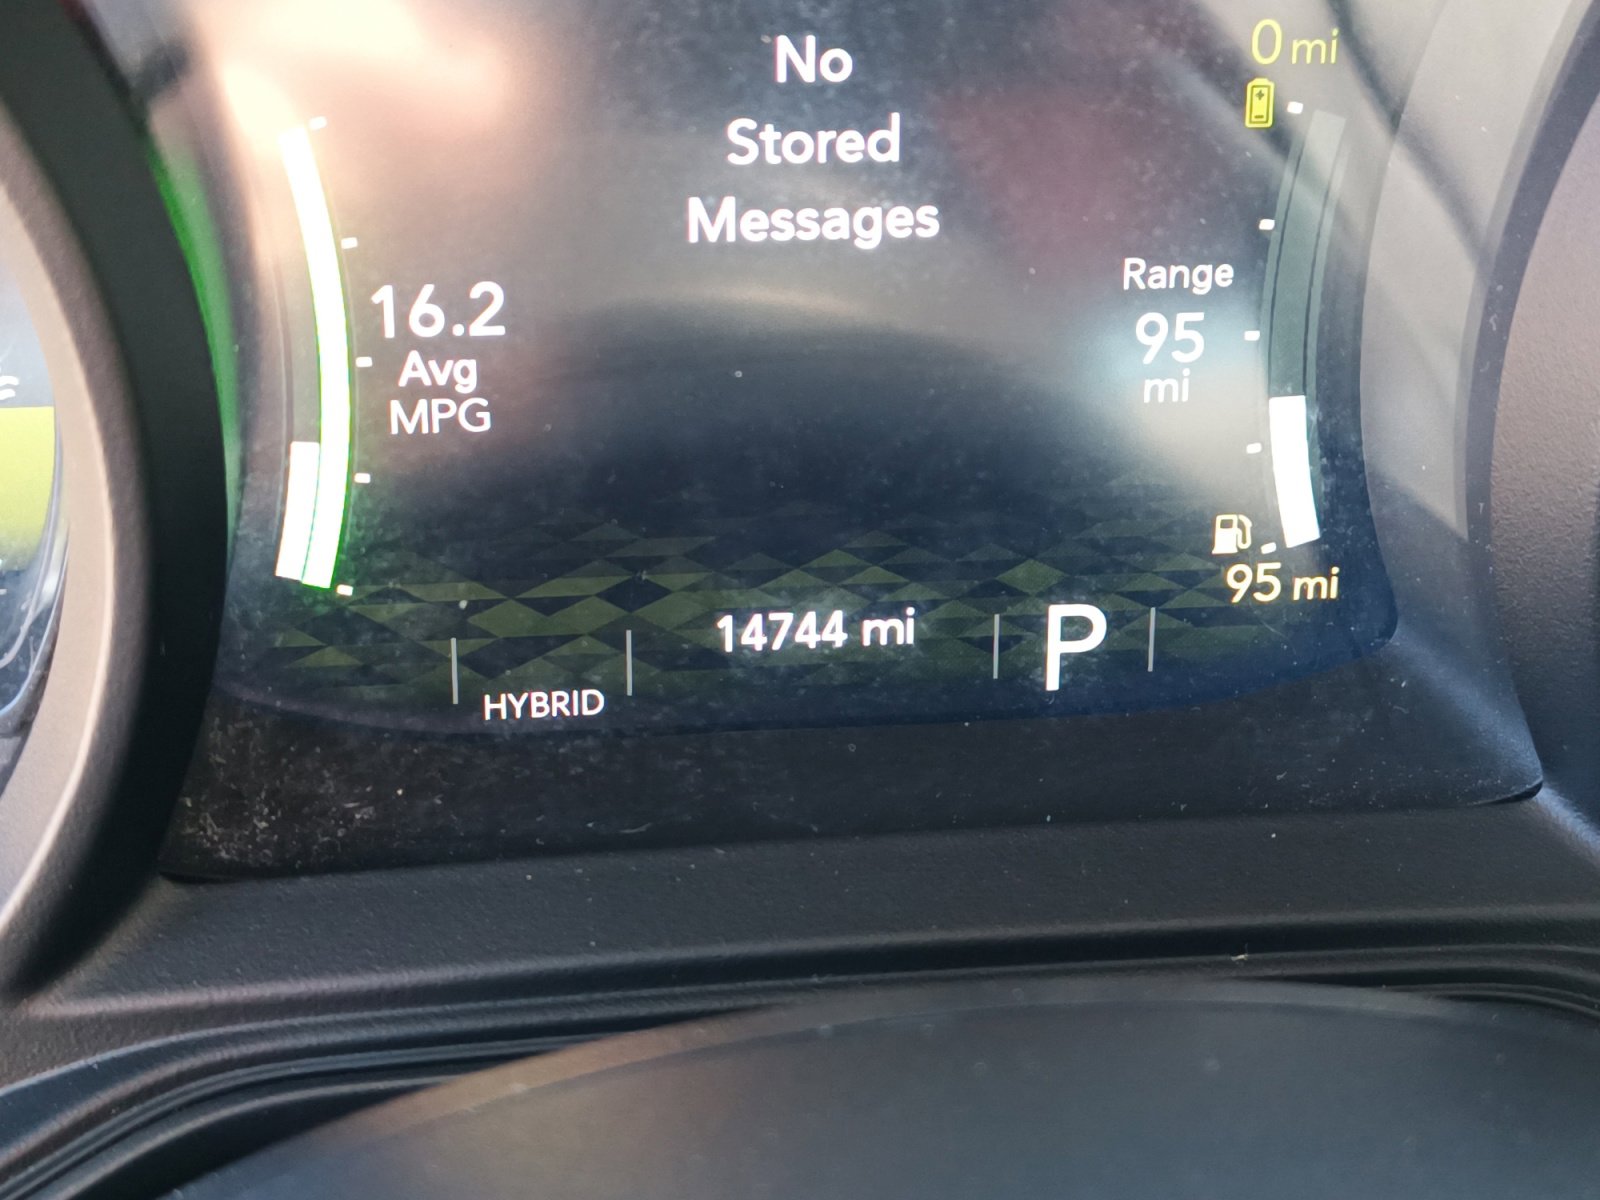 No
Stored
Messages
0 mi
Range
95
mi
16.2
Avg
MPG
95 mi
14744 mi
P
HYBRID